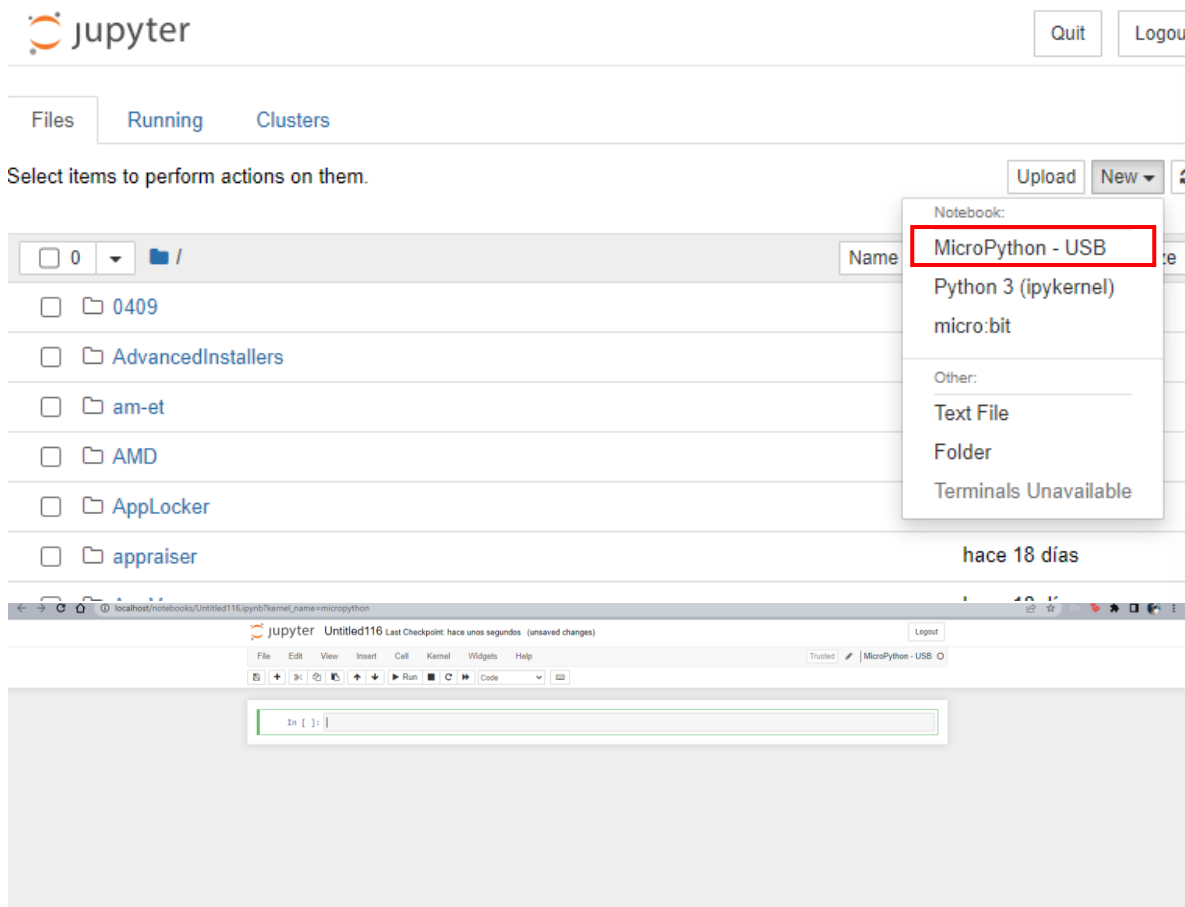 jupyter
Quit
Logou
Files
Running
Clusters
Select items to perform actions on them.
Upload
New
Notebook:
MicroPython - USB
Python 3 (ipykernel)
micro:bit
Other:
Text File
Folder
Terminals Unavailable
0
/
Name
ze
0409
AdvancedInstallers
am-et
AMD
AppLocker
appraiser
hace 18 días
localhost/notebooks/Untitled116.ipynb?kernel_name=micropython
jupyter Untitled116 Last Checkpoint: hace unos segundos (unsaved changes)
Logout
File Edit View Insert Cell Kernel Widgets Help
Trusted
MicroPython - USB
Run
Code
In [ ]: